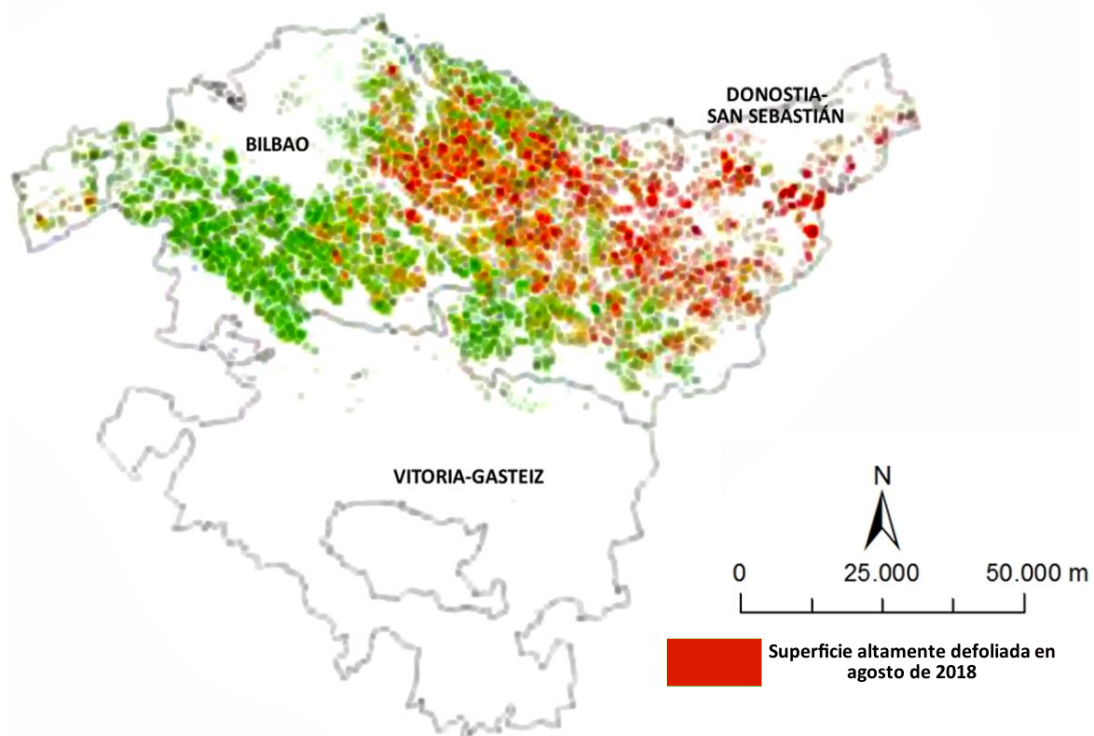 DONOSTIA-
SAN SEBASTIÁN
BILBAO
VITORIA-GASTEIZ
N
0 25.000 50.000 m
Superficie altamente defoliada en
agosto de 2018